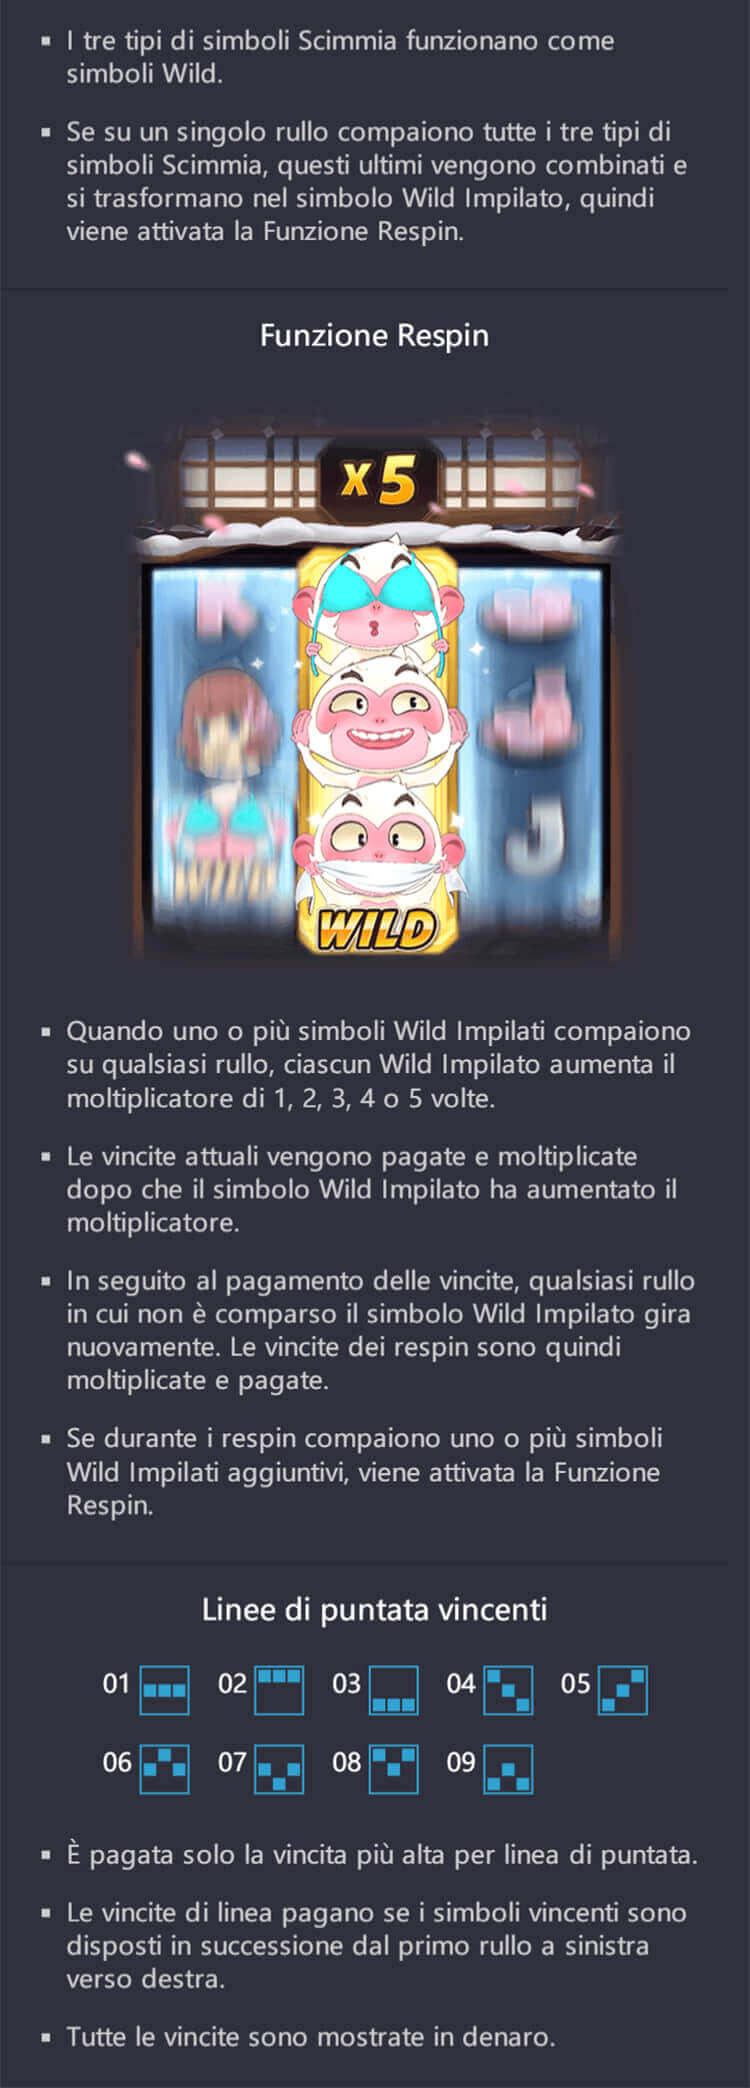 ▪ I tre tipi di simboli Scimmia funzionano come
simboli Wild.
▪ Se su un singolo rullo compaiono tutte i tre tipi di
simboli Scimmia, questi ultimi vengono combinati e
si trasformano nel simbolo Wild Impilato, quindi
viene attivata la Funzione Respin.
Funzione Respin
x5
K
J
WILD
▪ Quando uno o più simboli Wild Impilati compaiono
su qualsiasi rullo, ciascun Wild Impilato aumenta il
moltiplicatore di 1, 2, 3, 4 o 5 volte.
▪ Le vincite attuali vengono pagate e moltiplicate
dopo che il simbolo Wild Impilato ha aumentato il
moltiplicatore.
▪ In seguito al pagamento delle vincite, qualsiasi rullo
in cui non è comparso il simbolo Wild Impilato gira
nuovamente. Le vincite dei respin sono quindi
moltiplicate e pagate.
▪ Se durante i respin compaiono uno o più simboli
Wild Impilati aggiuntivi, viene attivata la Funzione
Respin.
Linee di puntata vincenti
01 02 03 04 05
06 07 08 09
▪ È pagata solo la vincita più alta per linea di puntata.
▪ Le vincite di linea pagano se i simboli vincenti sono
disposti in successione dal primo rullo a sinistra
verso destra.
▪ Tutte le vincite sono mostrate in denaro.